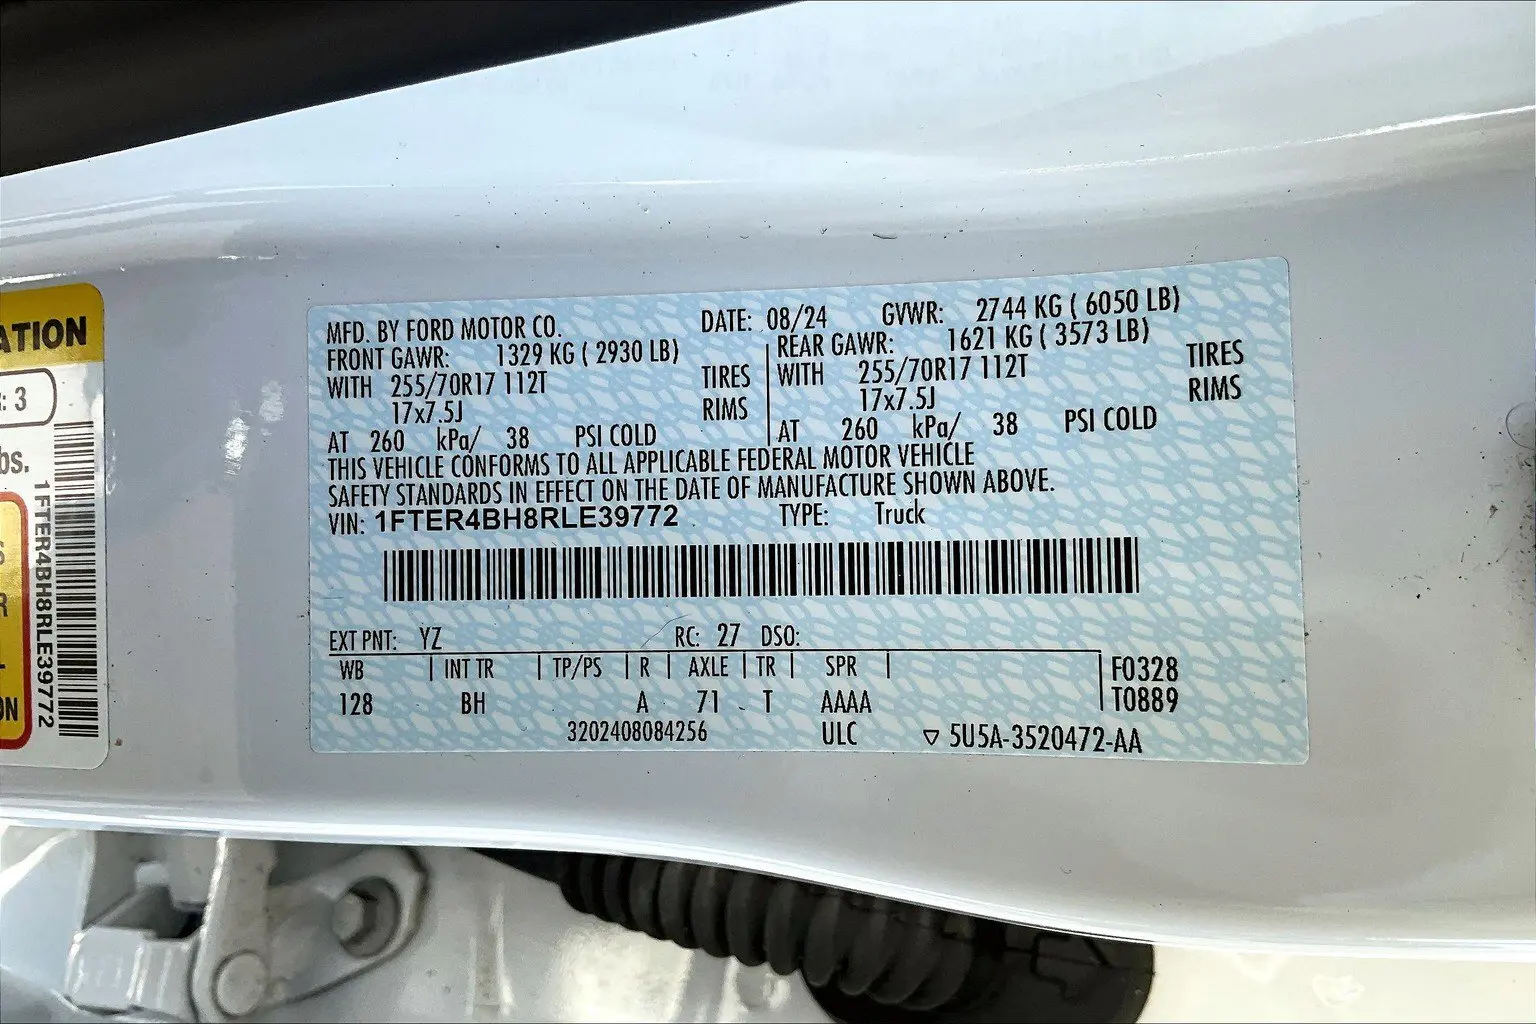 ATION
: 3
bs.
1FTER4BH8RLE39772
MFD. BY FORD MOTOR CO. DATE: 08/24 GVWR: 2744 KG ( 6050 LB)
FRONT GAWR: 1329 KG ( 2930 LB) REAR GAWR: 1621 KG ( 3573 LB)
WITH 255/70R17 112T TIRES WITH 255/70R17 112T TIRES
17x7.5J RIMS 17x7.5J RIMS
AT 260 kPa/ 38 PSI COLD AT 260 kPa/ 38 PSI COLD
THIS VEHICLE CONFORMS TO ALL APPLICABLE FEDERAL MOTOR VEHICLE
SAFETY STANDARDS IN EFFECT ON THE DATE OF MANUFACTURE SHOWN ABOVE.
VIN: 1FTER4BH8RLE39772 TYPE: Truck
EXT PNT: YZ RC: 27 DSO:
WB INT TR TP/PS R AXLE TR SPR F0328
128 BH A 71 T AAAA T0889
3202408084256 ULC ▽ 5U5A-3520472-AA